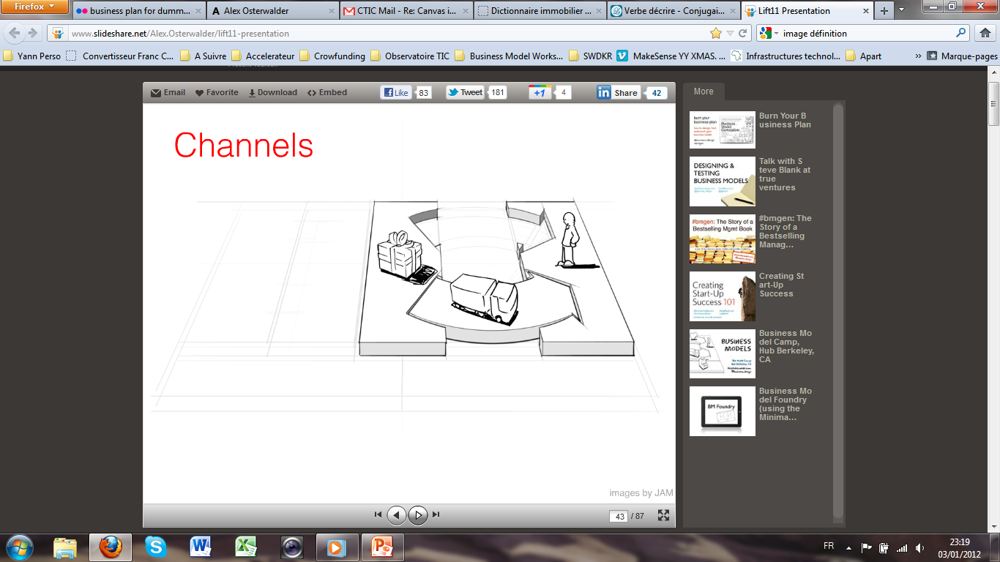 Firefox
business plan for dumm...
Alex Osterwalder
CTIC Mail - Re: Canvas i...
Dictionnaire immobilier ...
Verbe décrire - Conjugai...
Lift11 Presentation
www.slideshare.net/Alex.Osterwalder/lift11-presentation
image définition
Yann Perso
Convertisseur Franc C...
A Suivre
Accelerateur
Crowfunding
Observatoire TIC
Business Model Works...
SWDKR
MakeSense YY XMAS. ...
Infrastructures technol...
Apart
»
Marque-pages
Email
Favorite
Download
Embed
Like
83
Tweet
181
+1
4
in Share
42
Channels
images by JAM
43 / 87
More
burn your
business plan
Business
Model
Generation
Burn Your B
usiness Plan
DESIGNING &
TESTING
BUSINESS MODELS
Talk with S
teve Blank at
true
ventures
#bmgen: The Story of a
Bestselling Mgmt Book
#bmgen: The
Story of a
Bestselling
Manag...
Creating
Start-Up
Success 101
Creating St
art-Up
Success
BUSINESS
MODELS
Business Mo
del Camp,
Hub Berkeley,
CA
BM Foundry
Business Mo
del Foundry
(using the
Minima...
FR
23:19
03/01/2012